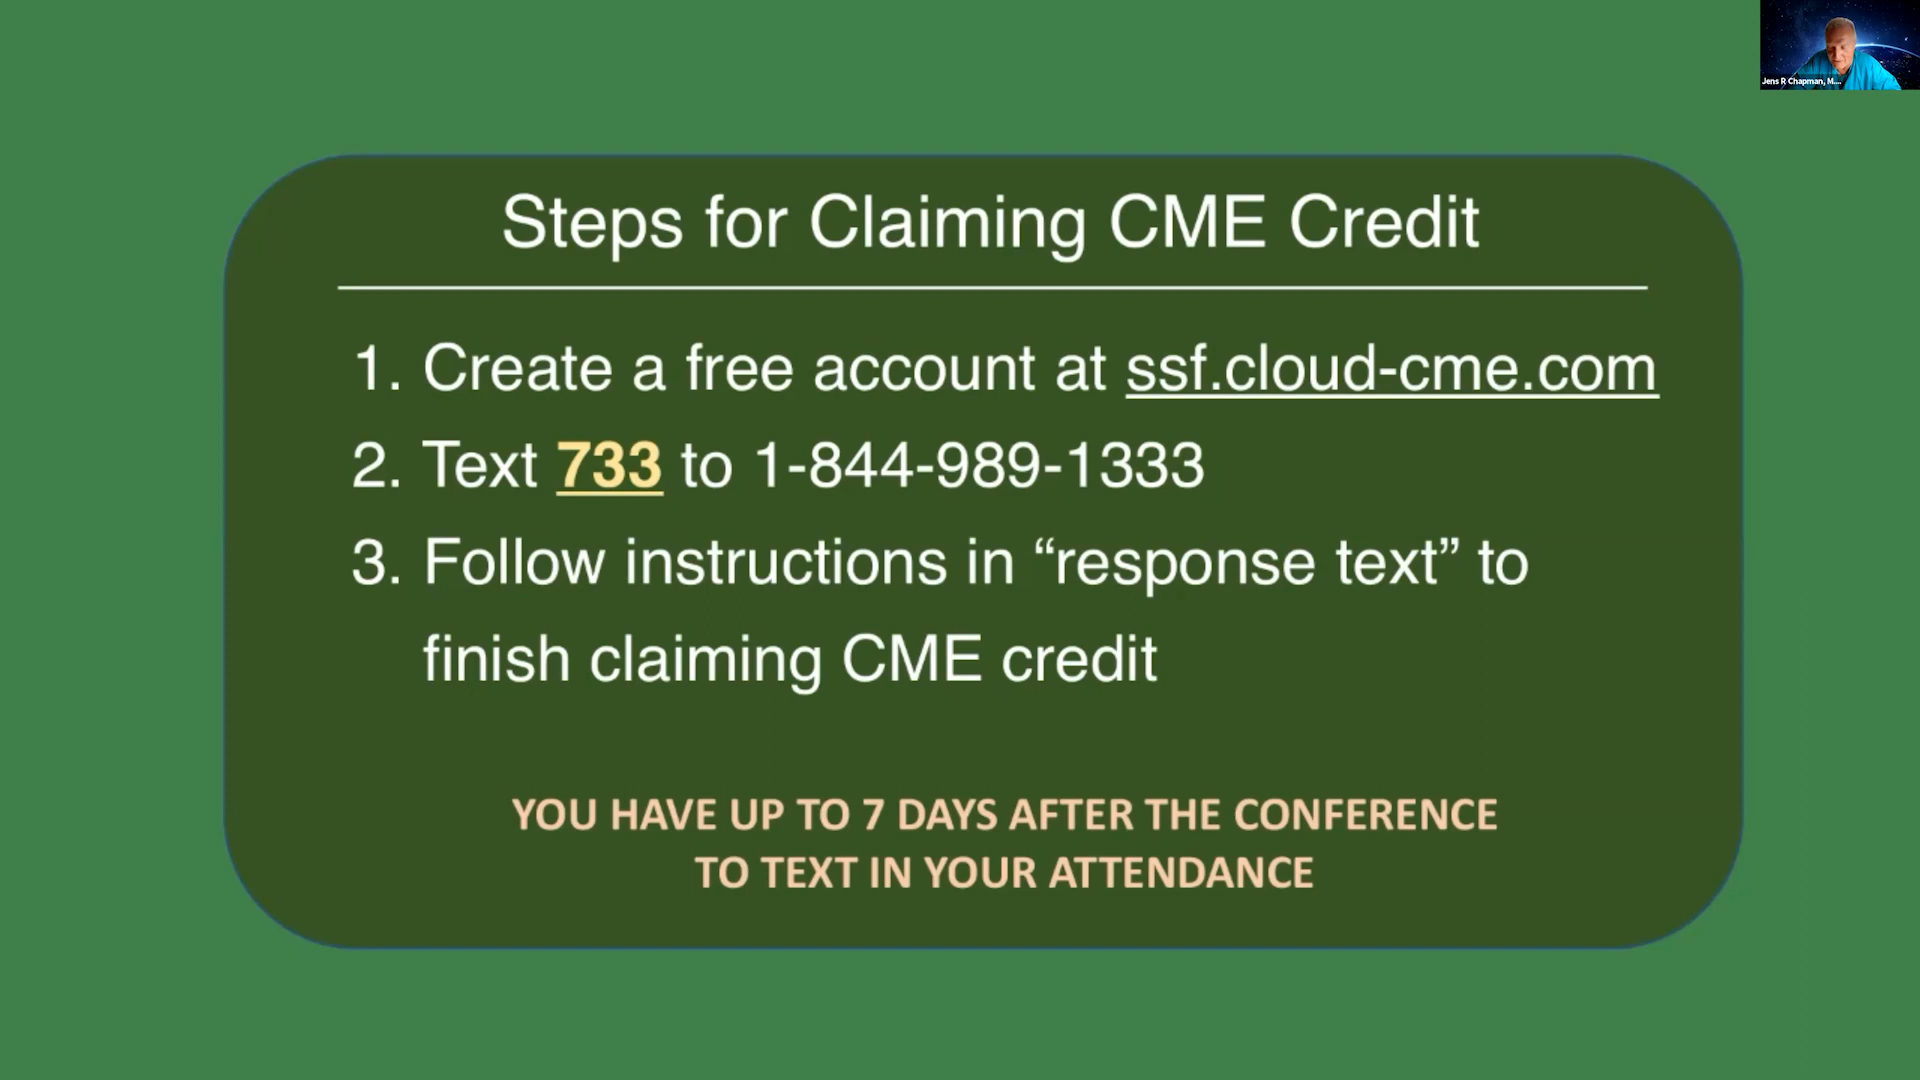 Jens R Chapman, M....
Steps for Claiming CME Credit
1. Create a free account at ssf.cloud-cme.com
2. Text 733 to 1-844-989-1333
3. Follow instructions in “response text” to
finish claiming CME credit
YOU HAVE UP TO 7 DAYS AFTER THE CONFERENCE
TO TEXT IN YOUR ATTENDANCE